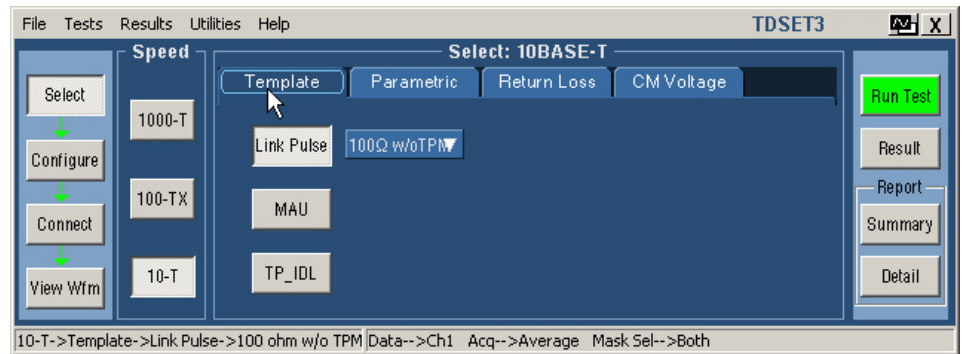 File Tests Results Utilities Help TDSET3 X
Speed
Select: 10BASE-T
Select
Configure
Connect
View Wfm
1000-T
100-TX
10-T
Template Parametric Return Loss CM Voltage
Link Pulse 100Ω w/oTPM
MAU
TP_IDL
Run Test
Result
Report
Summary
Detail
10-T->Template->Link Pulse->100 ohm w/o TPM Data-->Ch1 Acq-->Average Mask Sel-->Both